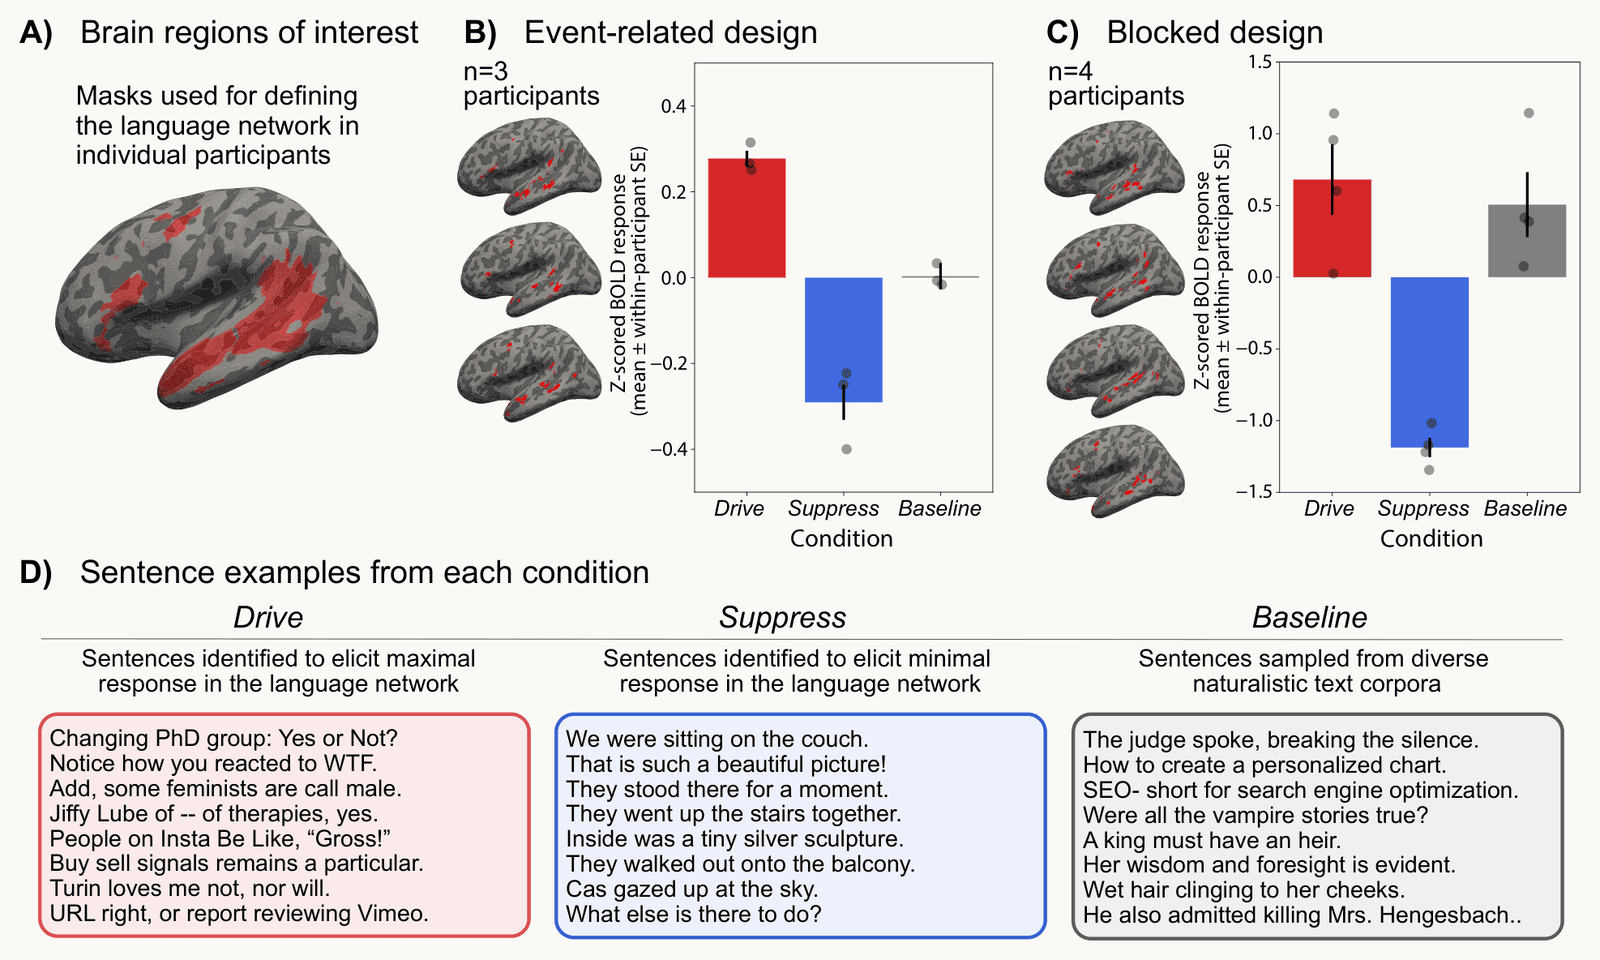 A) Brain regions of interest
Masks used for defining
the language network in
individual participants
B) Event-related design
n=3
participants
Z-scored BOLD response
(mean ± within-participant SE)
0.4
0.2
0.0
−0.2
−0.4
Drive Suppress Baseline
Condition
C) Blocked design
n=4
participants
Z-scored BOLD response
(mean ± within-participant SE)
1.5
1.0
0.5
0.0
−0.5
−1.0
−1.5
Drive Suppress Baseline
Condition
D) Sentence examples from each condition
Drive
Sentences identified to elicit maximal
response in the language network
Changing PhD group: Yes or Not?
Notice how you reacted to WTF.
Add, some feminists are call male.
Jiffy Lube of -- of therapies, yes.
People on Insta Be Like, “Gross!”
Buy sell signals remains a particular.
Turin loves me not, nor will.
URL right, or report reviewing Vimeo.
Suppress
Sentences identified to elicit minimal
response in the language network
We were sitting on the couch.
That is such a beautiful picture!
They stood there for a moment.
They went up the stairs together.
Inside was a tiny silver sculpture.
They walked out onto the balcony.
Cas gazed up at the sky.
What else is there to do?
Baseline
Sentences sampled from diverse
naturalistic text corpora
The judge spoke, breaking the silence.
How to create a personalized chart.
SEO- short for search engine optimization.
Were all the vampire stories true?
A king must have an heir.
Her wisdom and foresight is evident.
Wet hair clinging to her cheeks.
He also admitted killing Mrs. Hengesbach..